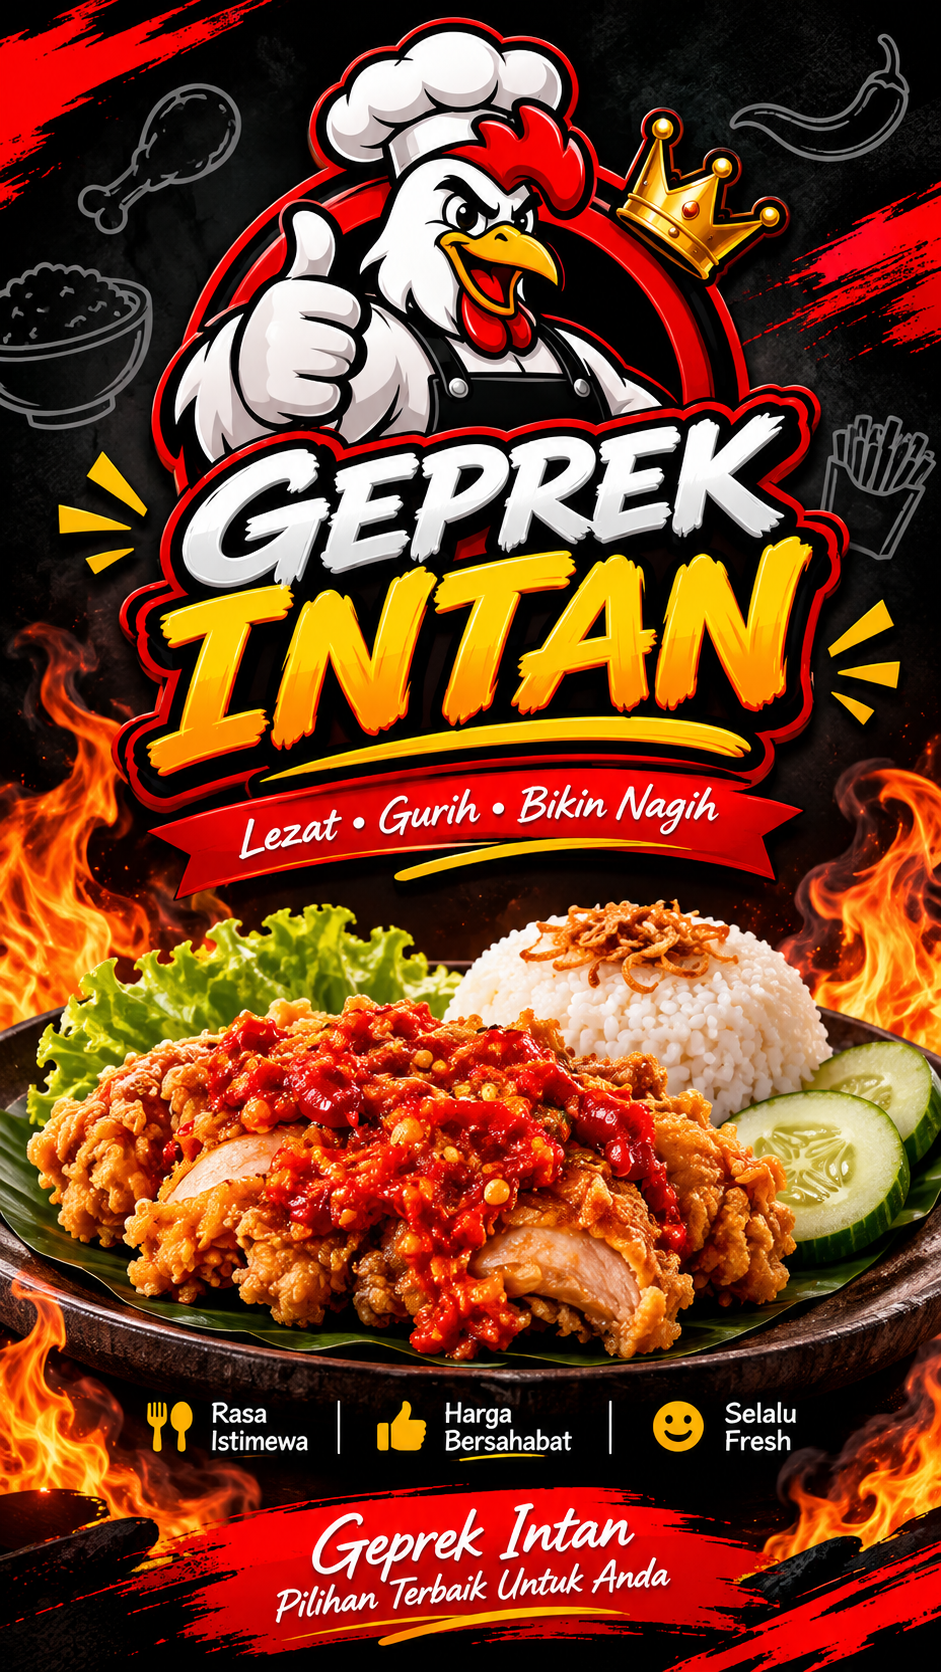 GEPREK
INTAN
Lezat • Gurih • Bikin Nagih
Rasa
Istimewa
Harga
Bersahabat
Selalu
Fresh
Geprek Intan
Pilihan Terbaik Untuk Anda